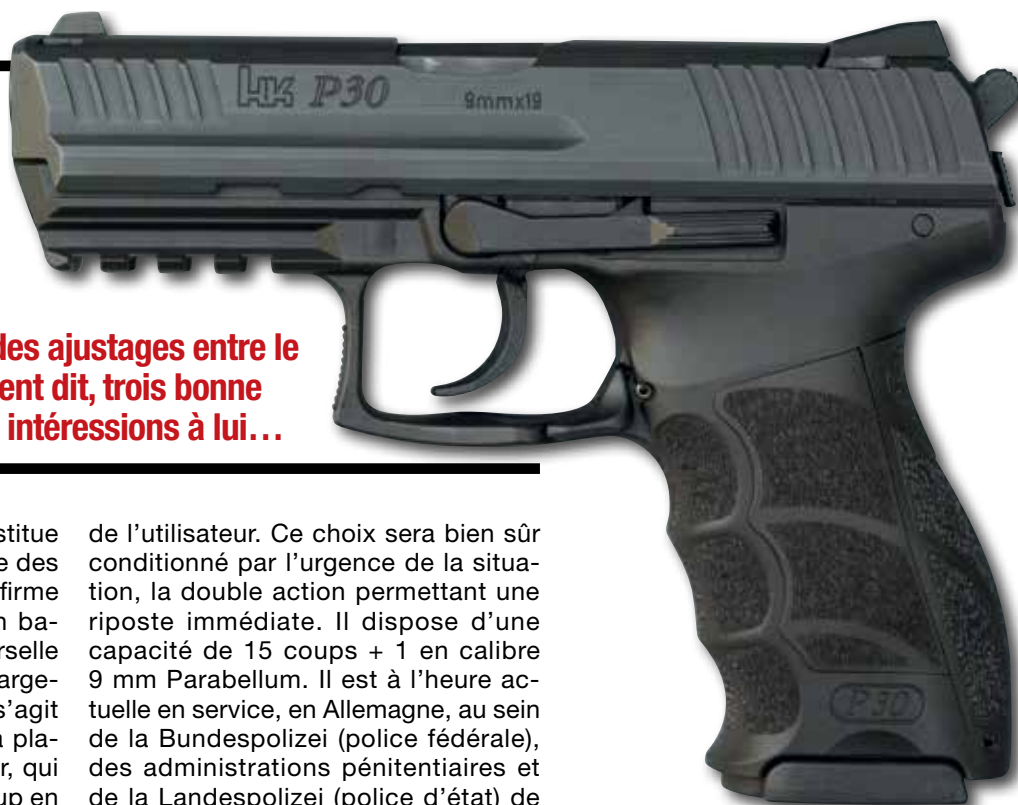 HK P30 9mmx19
des ajustages entre le
ent dit, trois bonne
intéressions à lui…
stitue
e des
firme
n ba-
rselle
arge-
s'agit
a pla-
r, qui
up en
de l'utilisateur. Ce choix sera bien sûr
conditionné par l'urgence de la situa-
tion, la double action permettant une
riposte immédiate. Il dispose d'une
capacité de 15 coups + 1 en calibre
9 mm Parabellum. Il est à l'heure ac-
tuelle en service, en Allemagne, au sein
de la Bundespolizei (police fédérale),
des administrations pénitentiaires et
de la Landespolizei (police d'état) de
P30